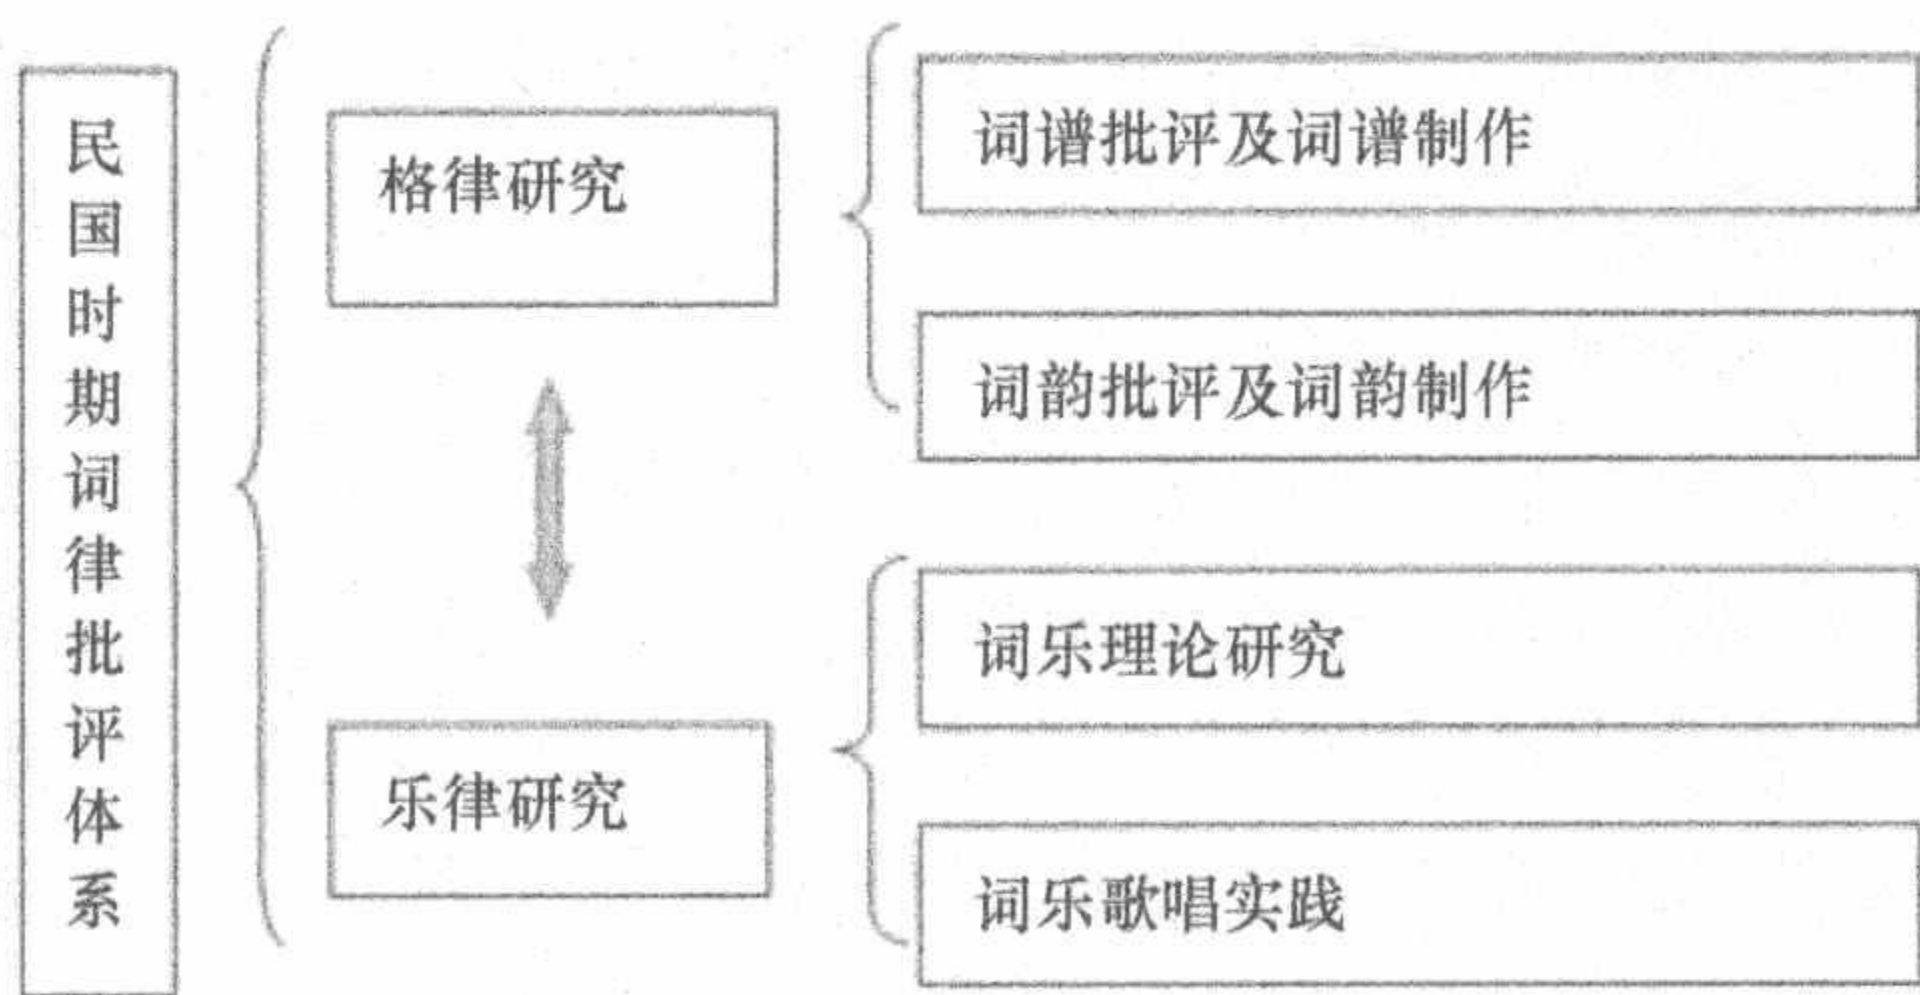 民国时期词律批评体系
格律研究
词谱批评及词谱制作
词韵批评及词韵制作
乐律研究
词乐理论研究
词乐歌唱实践